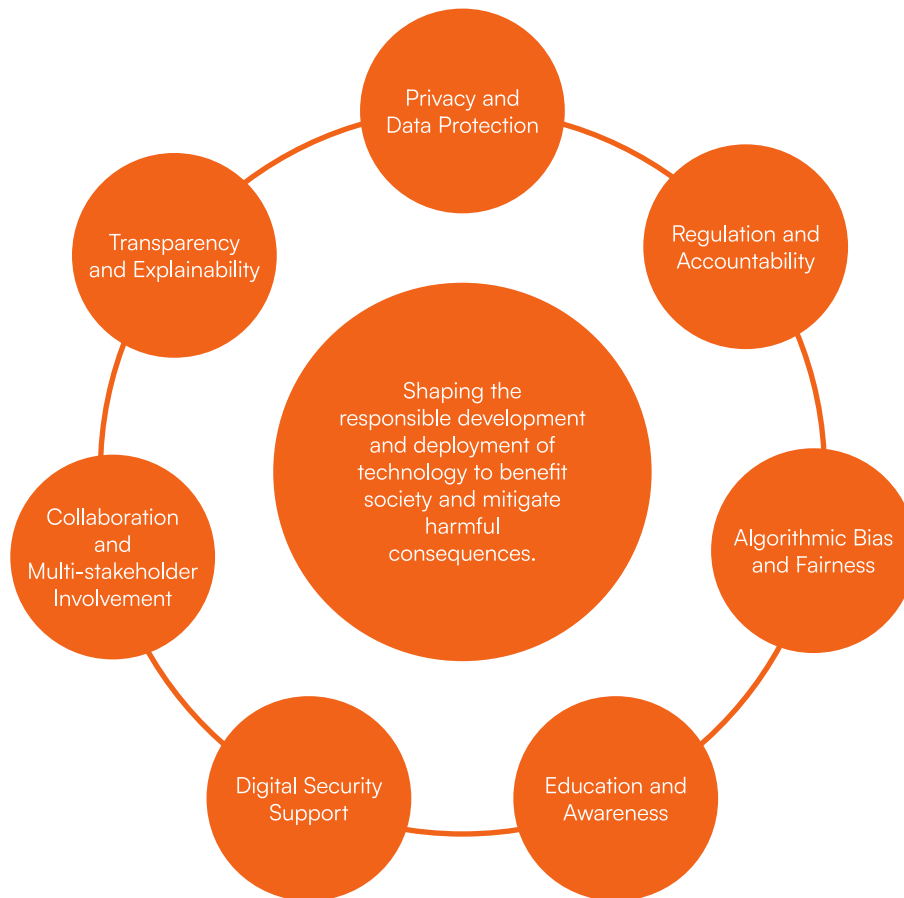 Privacy and
Data Protection
Transparency
and Explainability
Regulation and
Accountability
Shaping the
responsible development
and deployment of
technology to benefit
society and mitigate
harmful
consequences.
Collaboration
and
Multi-stakeholder
Involvement
Algorithmic Bias
and Fairness
Digital Security
Support
Education and
Awareness